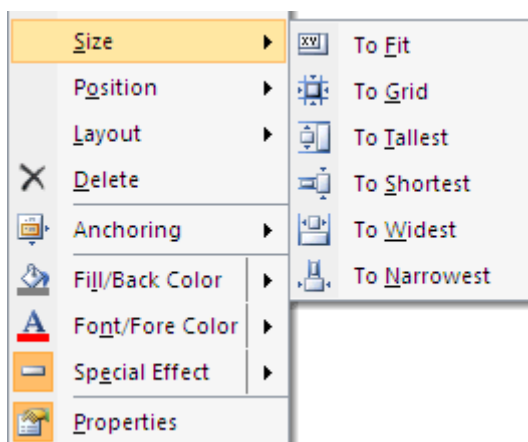 Size
Position
Layout
Delete
Anchoring
Fill/Back Color
Font/Fore Color
Special Effect
Properties
To Fit
To Grid
To Tallest
To Shortest
To Widest
To Narrowest